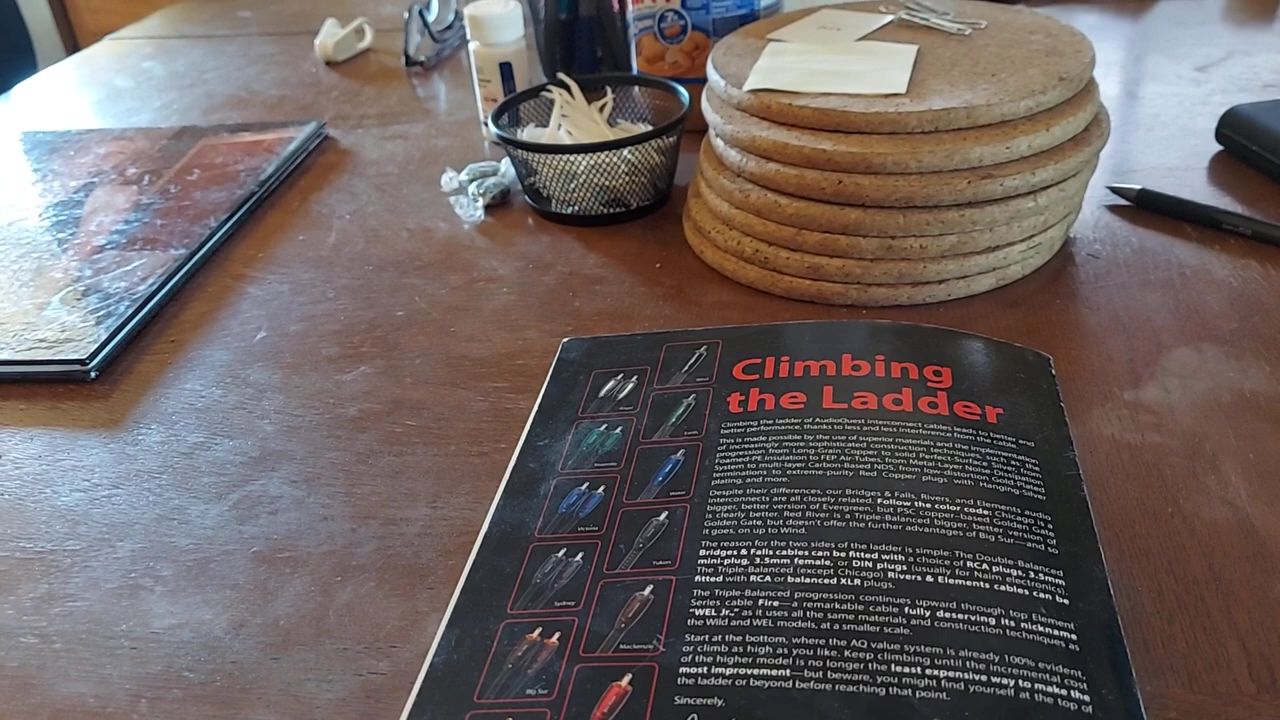 Climbing
the Ladder
Climbing the ladder of AudioQuest interconnect cables leads to better and
better performance, thanks to less and less interference from the cable.
This is made possible by the use of superior materials and the implementation
of increasingly more sophisticated construction techniques, such as: the
progression from Long-Grain Copper to solid Perfect-Surface Silver, from
Foamed-PE Insulation to FEP Air-Tubes, from Metal-Layer Noise-Dissipation
System to multi-layer Carbon-Based NDS, from low-distortion Gold-Plated
terminations to extreme-purity Red Copper plugs with Hanging-Silver
plating, and more.
Despite their differences, our Bridges & Falls, Rivers, and Elements audio
interconnects are all closely related. Follow the color code: Chicago is a
bigger, better version of Evergreen, but PSC copper–based Golden Gate
is clearly better. Red River is a Triple-Balanced bigger, better version of
Golden Gate, but doesn't offer the further advantages of Big Sur—and so
it goes, on up to Wind.
The reason for the two sides of the ladder is simple: The Double-Balanced
Bridges & Falls cables can be fitted with a choice of RCA plugs, 3.5mm
mini-plug, 3.5mm female, or DIN plugs (usually for Naim electronics).
The Triple-Balanced (except Chicago) Rivers & Elements cables can be
fitted with RCA or balanced XLR plugs.
The Triple-Balanced progression continues upward through top Element
Series cable Fire—a remarkable cable fully deserving its nickname
"WEL Jr.," as it uses all the same materials and construction techniques as
the Wild and WEL models, at a smaller scale.
Start at the bottom, where the AQ value system is already 100% evident,
or climb as high as you like. Keep climbing until the incremental cost
of the higher model is no longer the least expensive way to make the
most improvement—but beware, you might find yourself at the top of
the ladder or beyond before reaching that point.
Sincerely,
Wind
Angel
Earth
Yosemite
Water
Victoria
Yukon
Sydney
Mackenzie
Big Sur